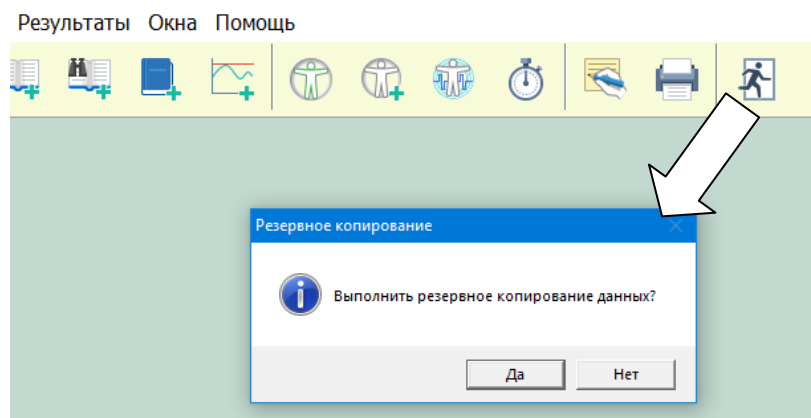 Результаты Окна Помощь
Резервное копирование
Выполнить резервное копирование данных?
Да Нет